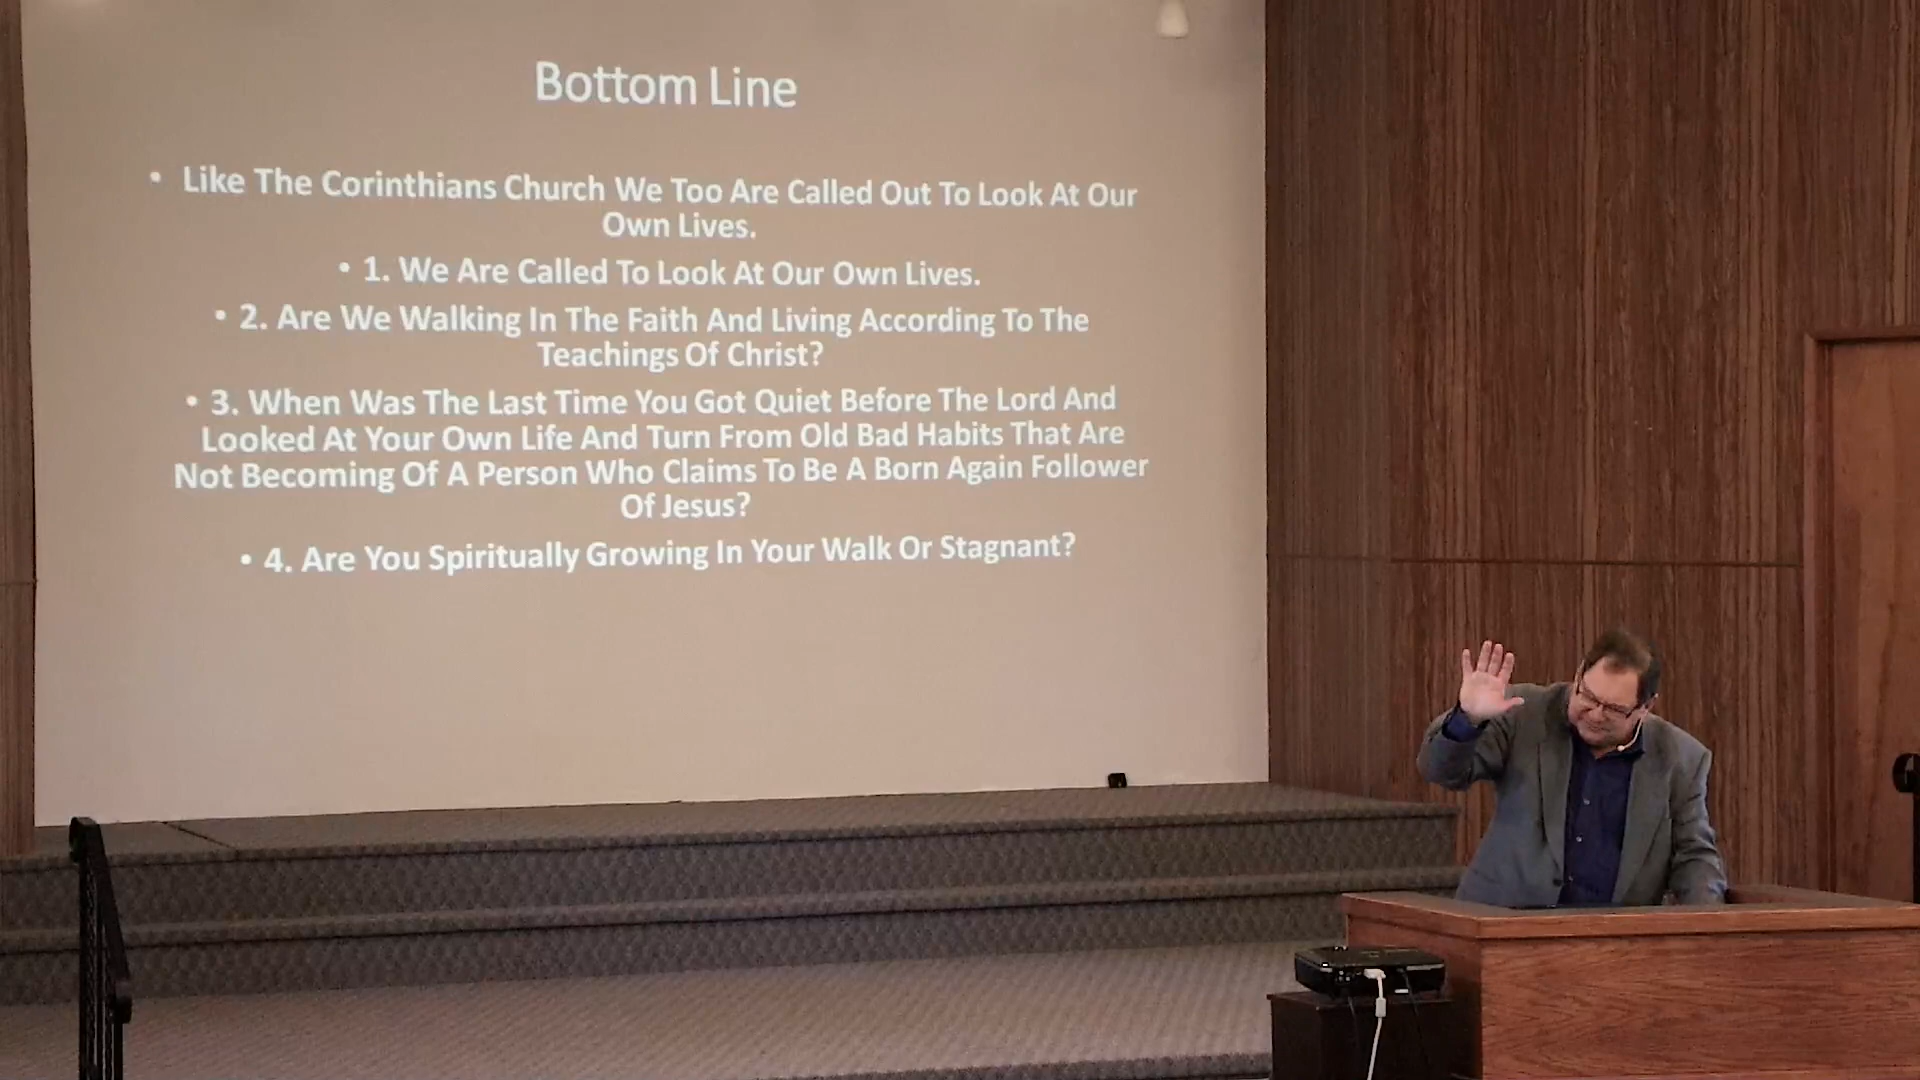 Bottom Line
• Like The Corinthians Church We Too Are Called Out To Look At Our
Own Lives.
• 1. We Are Called To Look At Our Own Lives.
• 2. Are We Walking In The Faith And Living According To The
Teachings Of Christ?
• 3. When Was The Last Time You Got Quiet Before The Lord And
Looked At Your Own Life And Turn From Old Bad Habits That Are
Not Becoming Of A Person Who Claims To Be A Born Again Follower
Of Jesus?
• 4. Are You Spiritually Growing In Your Walk Or Stagnant?